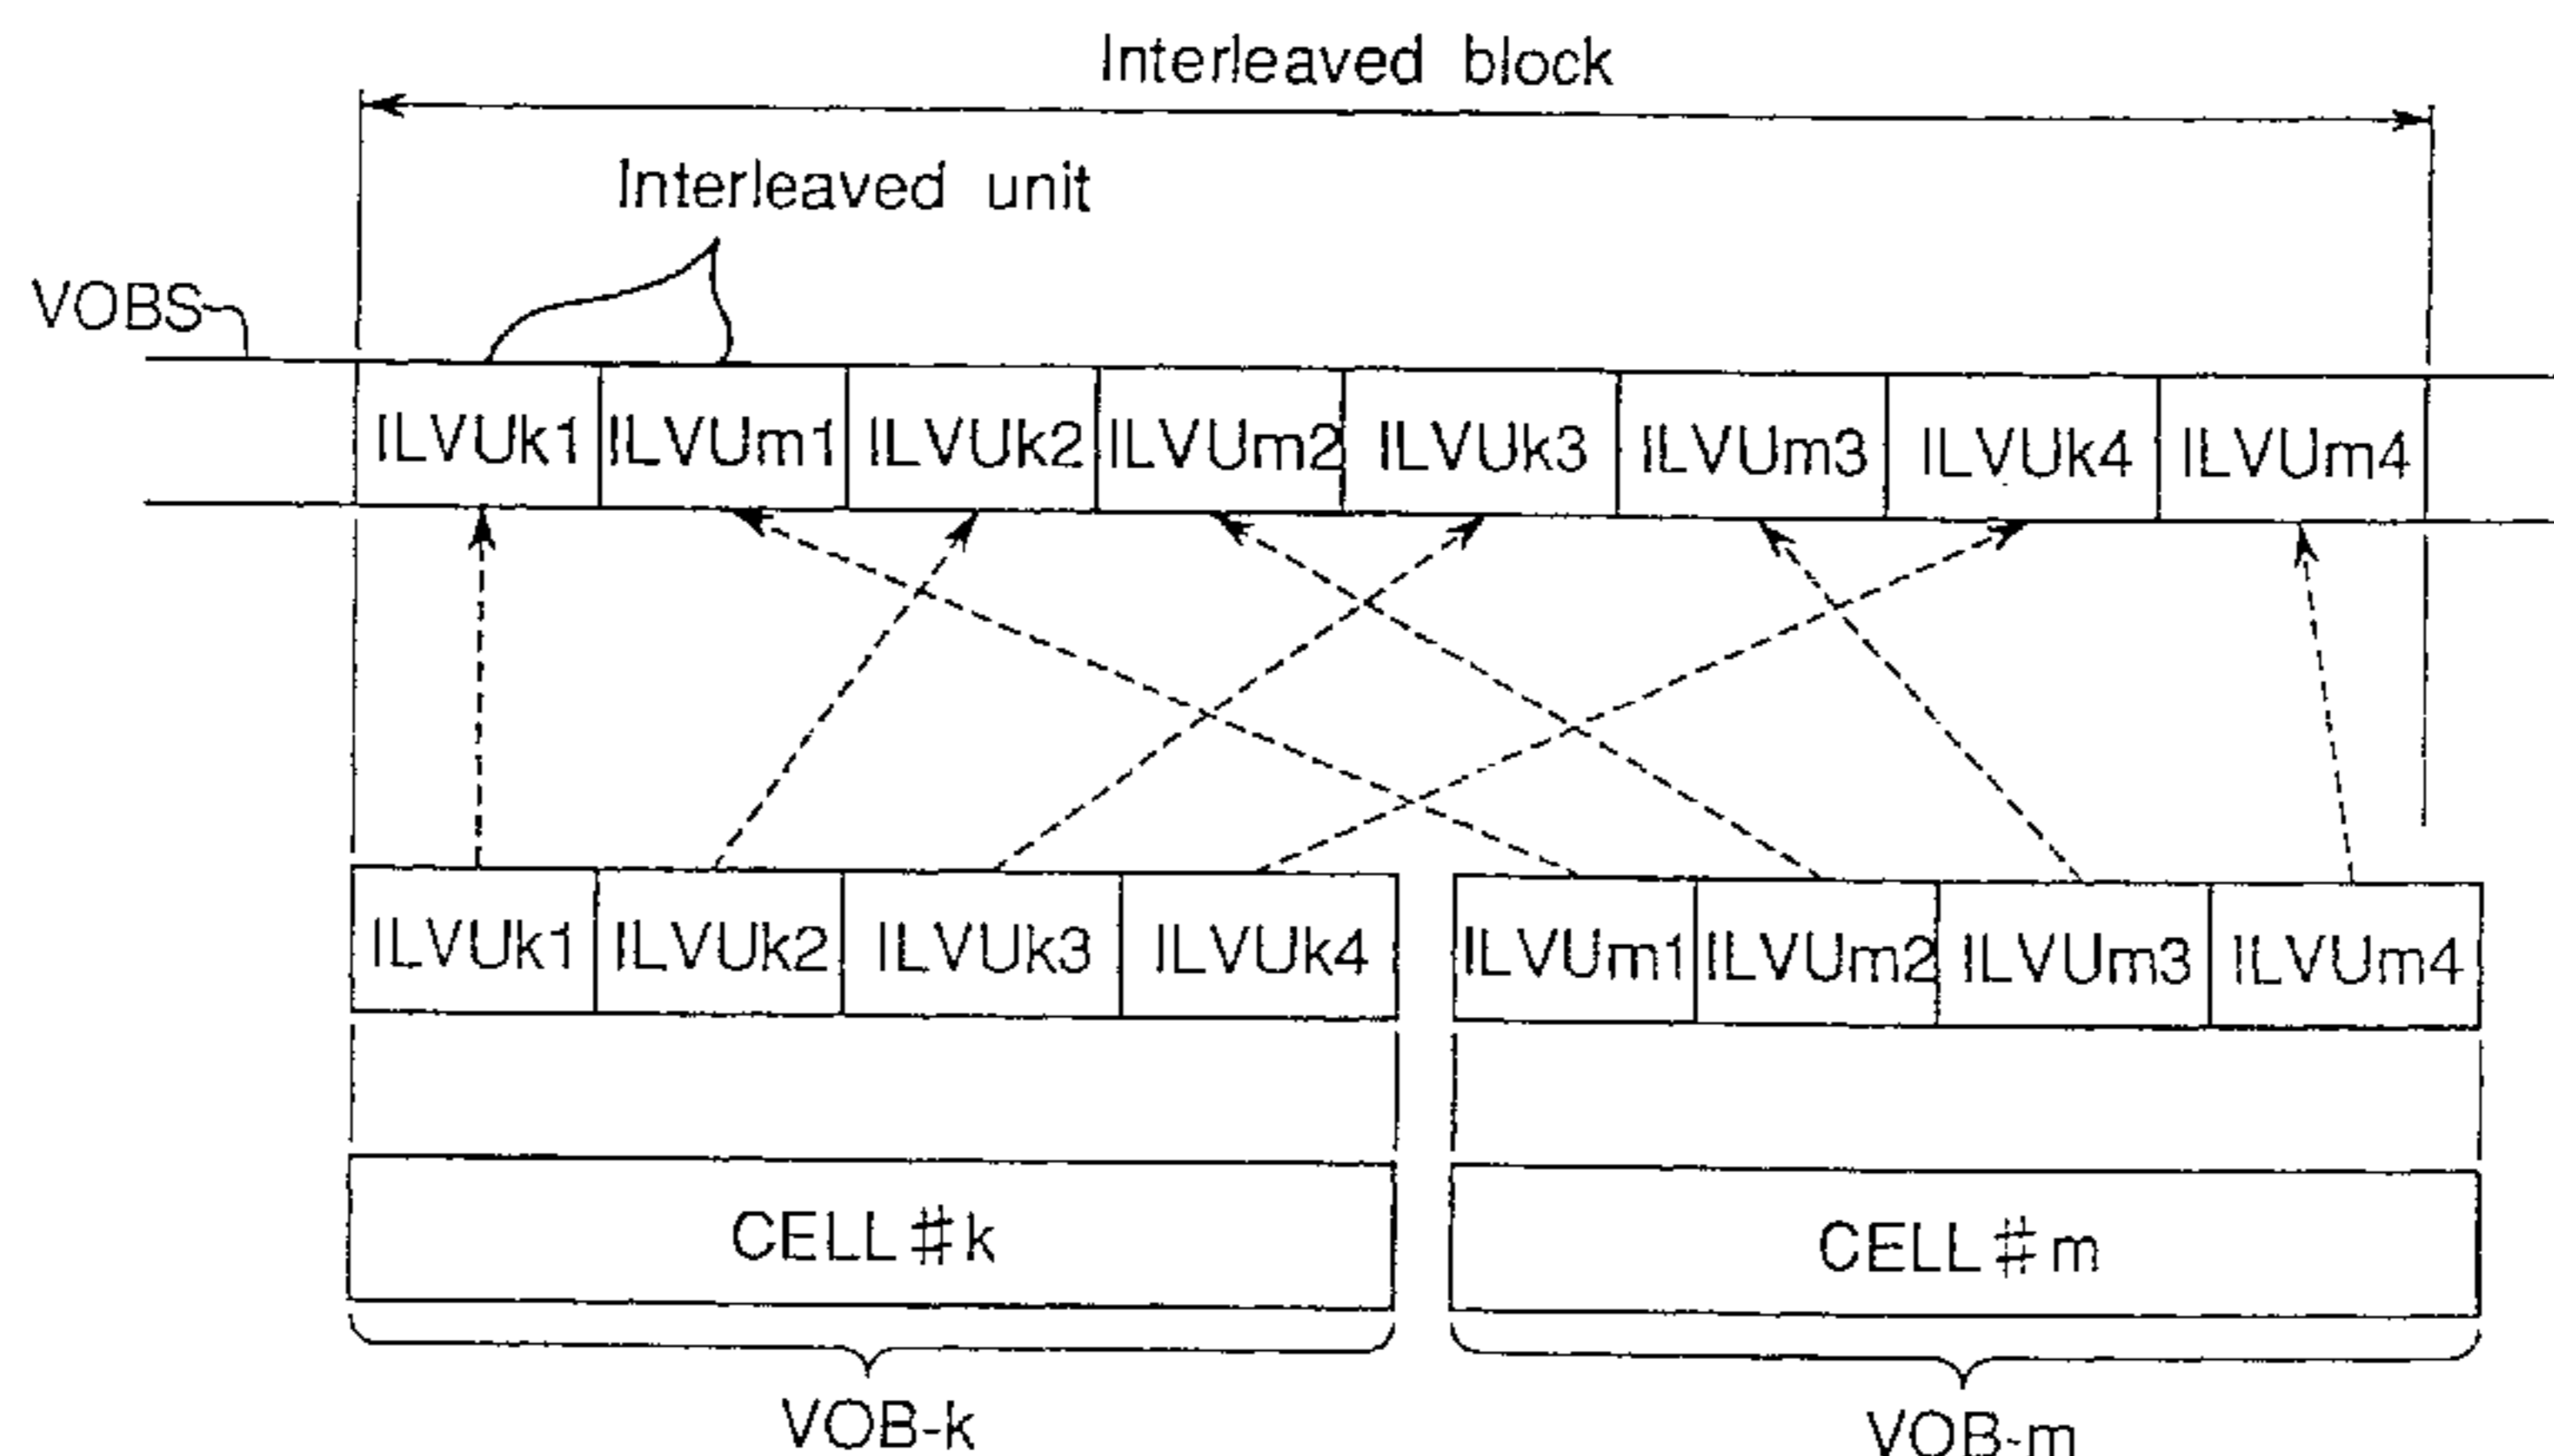 Interleaved block
Interleaved unit
VOBS
ILVUk1 ILVUm1 ILVUk2 ILVUm2 ILVUk3 ILVUm3 ILVUk4 ILVUm4
ILVUk1 ILVUk2 ILVUk3 ILVUk4 ILVUm1 ILVUm2 ILVUm3 ILVUm4
CELL#k CELL#m
VOB-k VOB-m